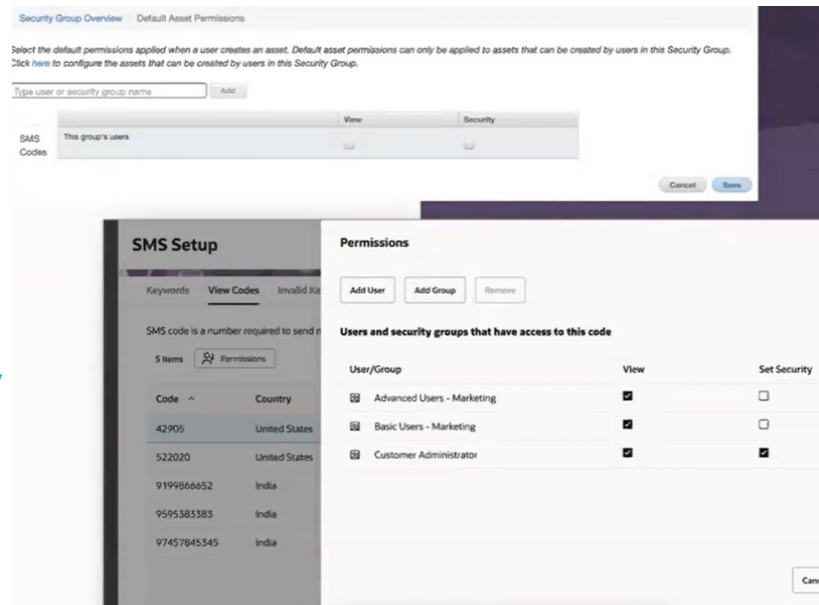 Security Group Overview Default Asset Permissions
Select the default permissions applied when a user creates an asset. Default asset permissions can only be applied to assets that can be created by users in this Security Group.
Click here to configure the assets that can be created by users in this Security Group.
Type user or security group name Add
View Security
SMS Codes This group's users
Cancel Save
SMS Setup
Keywords View Codes Invalid
SMS code is a number required to send
5 items Permissions
Code Country
42905 United States
522020 United States
9199866652 India
9595383383 India
97457845345 India
Permissions
Add User Add Group Remove
Users and security groups that have access to this code
User/Group View Set Security
Advanced Users - Marketing
Basic Users - Marketing
Customer Administrator
Canc